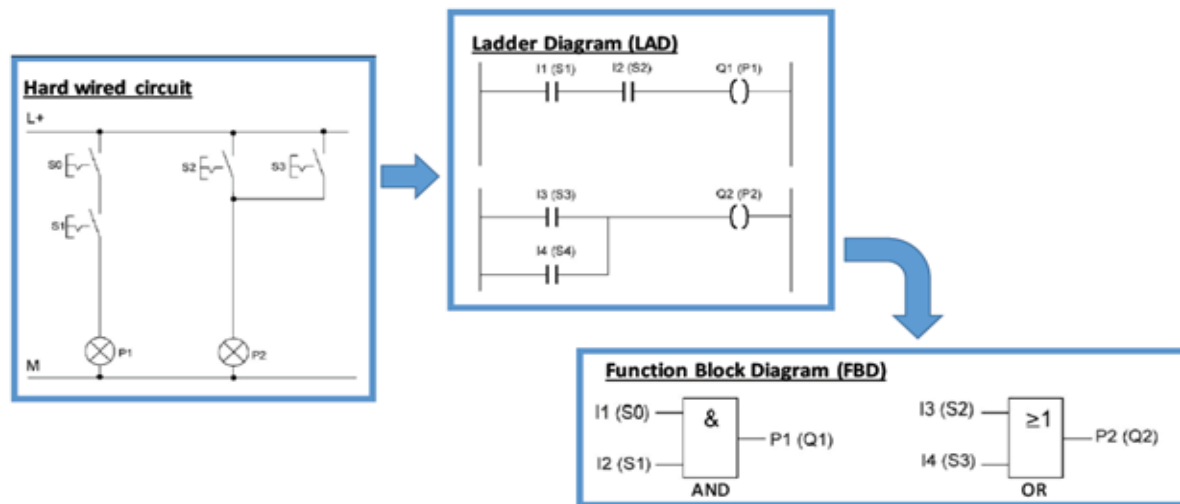 Hard wired circuit
L+
S0
S2
S3
S1
P1
P2
M
Ladder Diagram (LAD)
I1 (S1) I2 (S2) Q1 (P1)
I3 (S3) Q2 (P2)
I4 (S4)
Function Block Diagram (FBD)
I1 (S0) & P1 (Q1)
I2 (S1)
AND
I3 (S2) ≥1 P2 (Q2)
I4 (S3)
OR